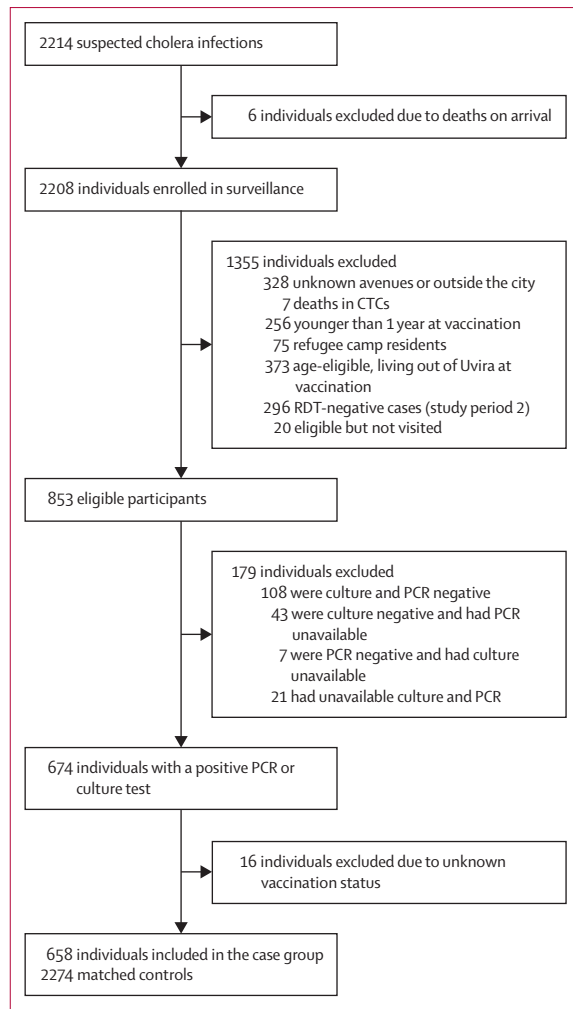 2214 suspected cholera infections
6 individuals excluded due to deaths on arrival
2208 individuals enrolled in surveillance
1355 individuals excluded
328 unknown avenues or outside the city
7 deaths in CTCs
256 younger than 1 year at vaccination
75 refugee camp residents
373 age-eligible, living out of Uvira at
vaccination
296 RDT-negative cases (study period 2)
20 eligible but not visited
853 eligible participants
179 individuals excluded
108 were culture and PCR negative
43 were culture negative and had PCR
unavailable
7 were PCR negative and had culture
unavailable
21 had unavailable culture and PCR
674 individuals with a positive PCR or
culture test
16 individuals excluded due to unknown
vaccination status
658 individuals included in the case group
2274 matched controls